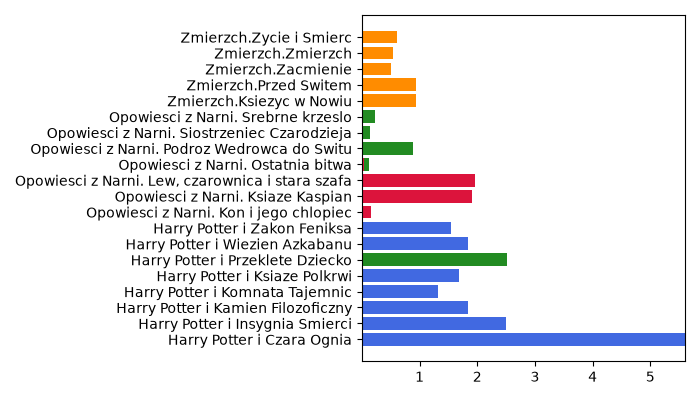 Zmierzch.Zycie i Smierc
Zmierzch.Zmierzch
Zmierzch.Zacmienie
Zmierzch.Przed Switem
Zmierzch.Ksiezyc w Nowiu
Opowiesci z Narni. Srebrne krzeslo
Opowiesci z Narni. Siostrzeniec Czarodzieja
Opowiesci z Narni. Podroz Wedrowca do Switu
Opowiesci z Narni. Ostatnia bitwa
Opowiesci z Narni. Lew, czarownica i stara szafa
Opowiesci z Narni. Ksiaze Kaspian
Opowiesci z Narni. Kon i jego chlopiec
Harry Potter i Zakon Feniksa
Harry Potter i Wiezien Azkabanu
Harry Potter i Przeklete Dziecko
Harry Potter i Ksiaze Polkrwi
Harry Potter i Komnata Tajemnic
Harry Potter i Kamien Filozoficzny
Harry Potter i Insygnia Smierci
Harry Potter i Czara Ognia
1 2 3 4 5